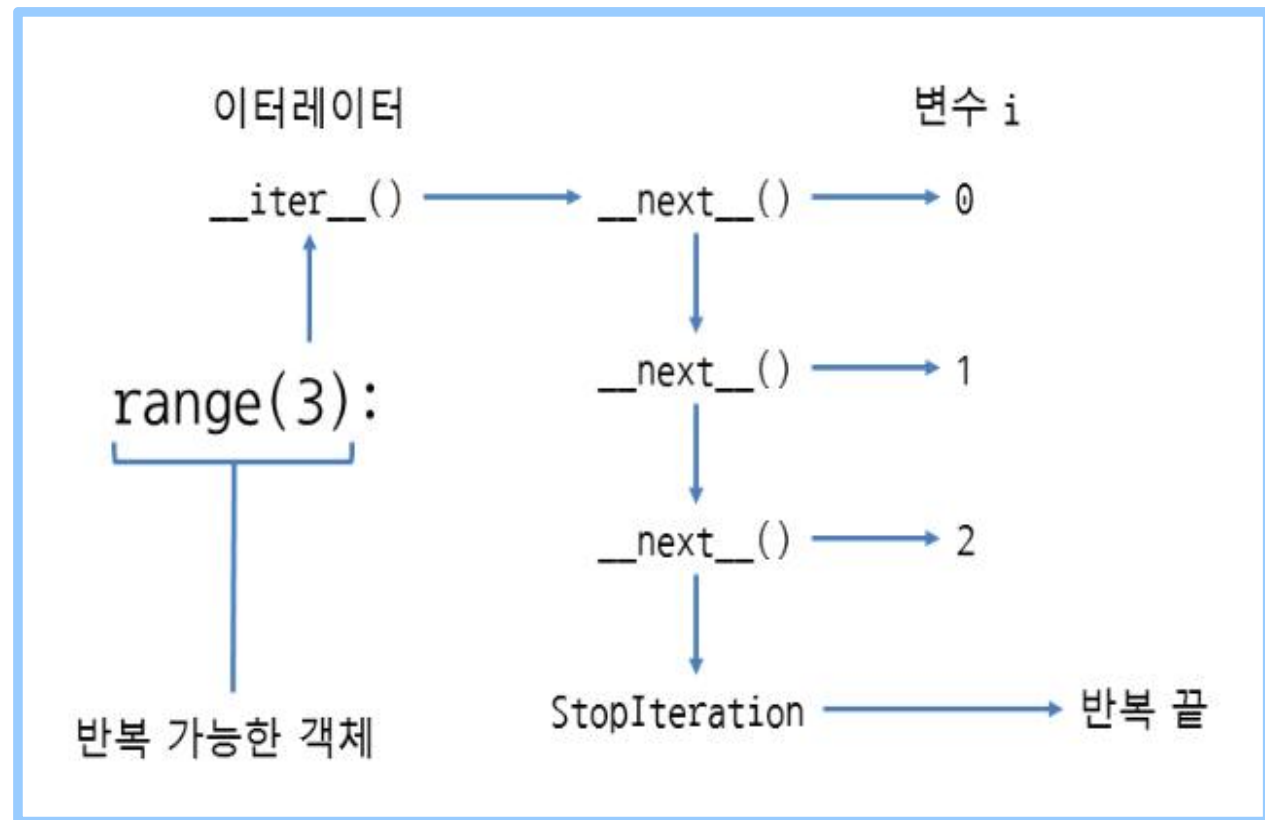 이터레이터
변수 i
__iter__()
__next__()
0
__next__()
1
range(3):
__next__()
2
StopIteration
반복 끝
반복 가능한 객체